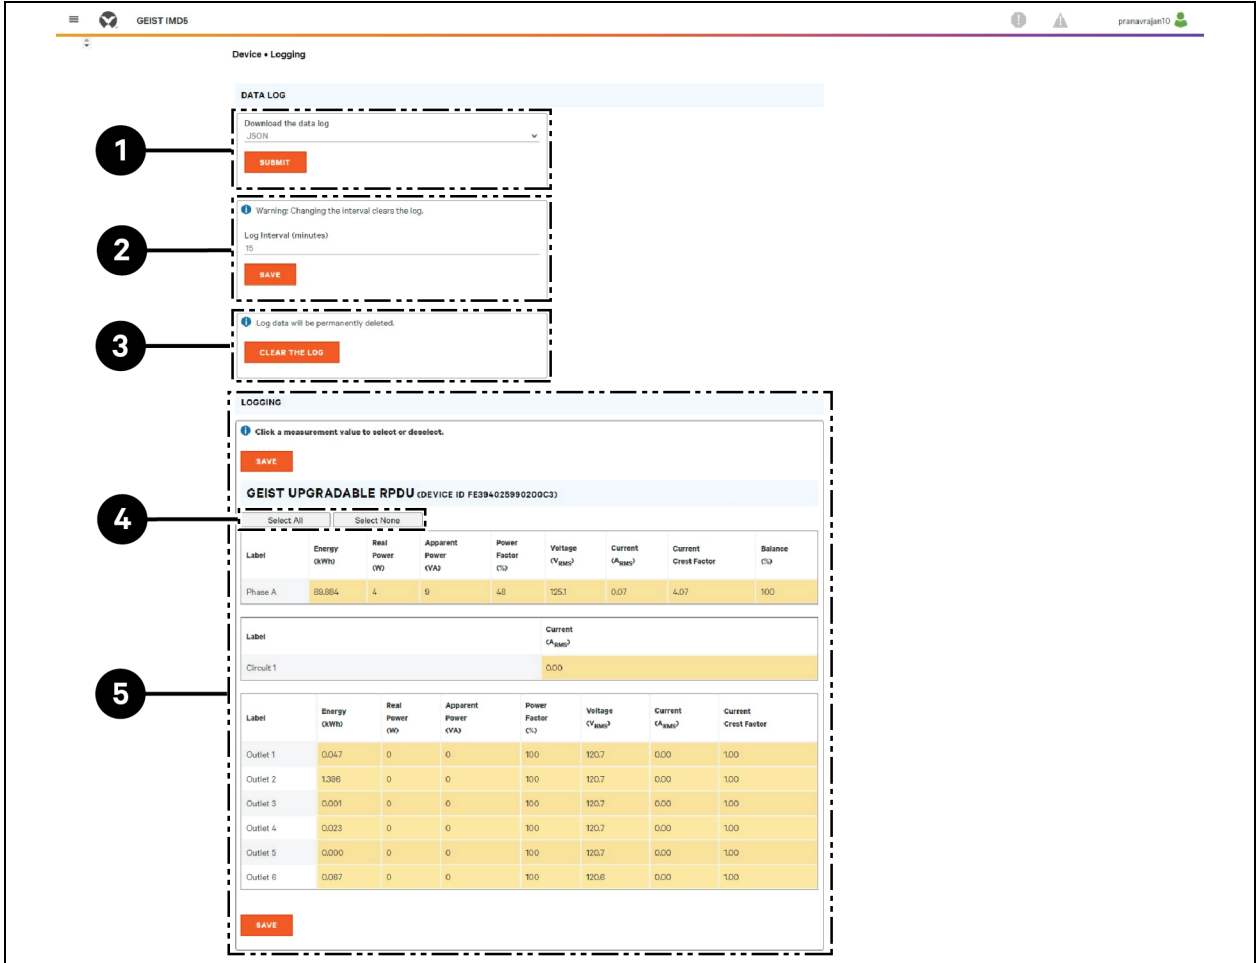 GEIST IMD5
pranavrajan10
Device • Logging
DATA LOG
1
Download the data log
JSON
SUBMIT
2
Warning: Changing the interval clears the log.
Log Interval (minutes)
15
SAVE
3
Log data will be permanently deleted.
CLEAR THE LOG
LOGGING
Click a measurement value to select or deselect.
SAVE
GEIST UPGRADABLE RPDU (DEVICE ID FE394025990200C3)
4
Select All Select None
Label Energy (kWh) Real Power (W) Apparent Power (VA) Power Factor (%) Voltage (VRMS) Current (ARMS) Current Crest Factor Balance (%)
Phase A 89.884 4 9 48 125.1 0.07 4.07 100
Label Current (ARMS)
Circuit 1 0.00
5
Label Energy (kWh) Real Power (W) Apparent Power (VA) Power Factor (%) Voltage (VRMS) Current (ARMS) Current Crest Factor
Outlet 1 0.047 0 0 100 120.7 0.00 1.00
Outlet 2 1.396 0 0 100 120.7 0.00 1.00
Outlet 3 0.001 0 0 100 120.7 0.00 1.00
Outlet 4 0.023 0 0 100 120.7 0.00 1.00
Outlet 5 0.000 0 0 100 120.7 0.00 1.00
Outlet 6 0.067 0 0 100 120.6 0.00 1.00
SAVE